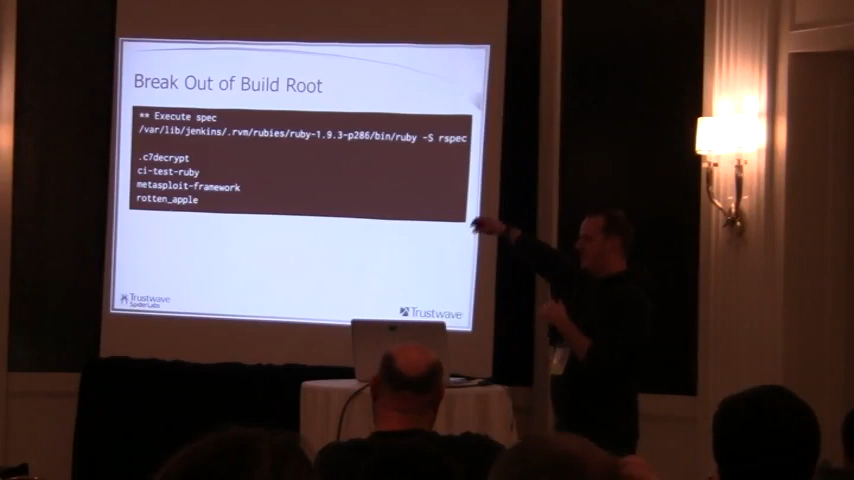 Break Out of Build Root
** Execute spec
/var/lib/jenkins/.rvm/rubies/ruby-1.9.3-p286/bin/ruby -S rspec
.c7decrypt
ci-test-ruby
metasploit-framework
rotten_apple
Trustwave
SpiderLabs
Trustwave